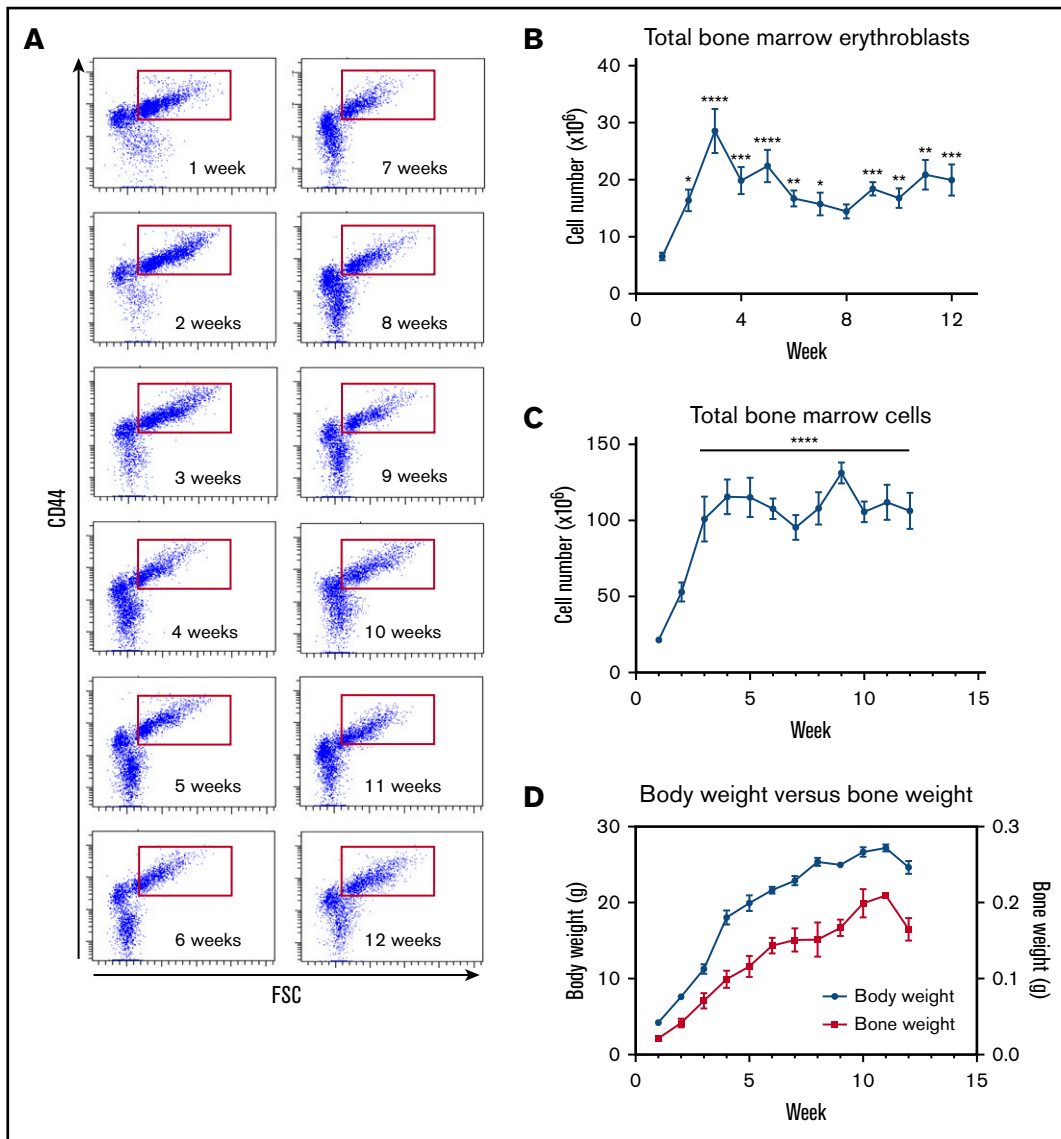 A
CD44
1 week
7 weeks
2 weeks
8 weeks
3 weeks
9 weeks
4 weeks
10 weeks
5 weeks
11 weeks
6 weeks
12 weeks
FSC
B
Total bone marrow erythroblasts
Cell number (x10⁶)
40
30
20
10
0
*
****
***
****
**
*
***
**
**
***
0
4
8
12
Week
C
Total bone marrow cells
Cell number (x10⁶)
150
100
50
0
****
0
5
10
15
Week
D
Body weight versus bone weight
Body weight (g)
30
20
10
0
Bone weight (g)
0.3
0.2
0.1
0.0
Body weight
Bone weight
0
5
10
15
Week